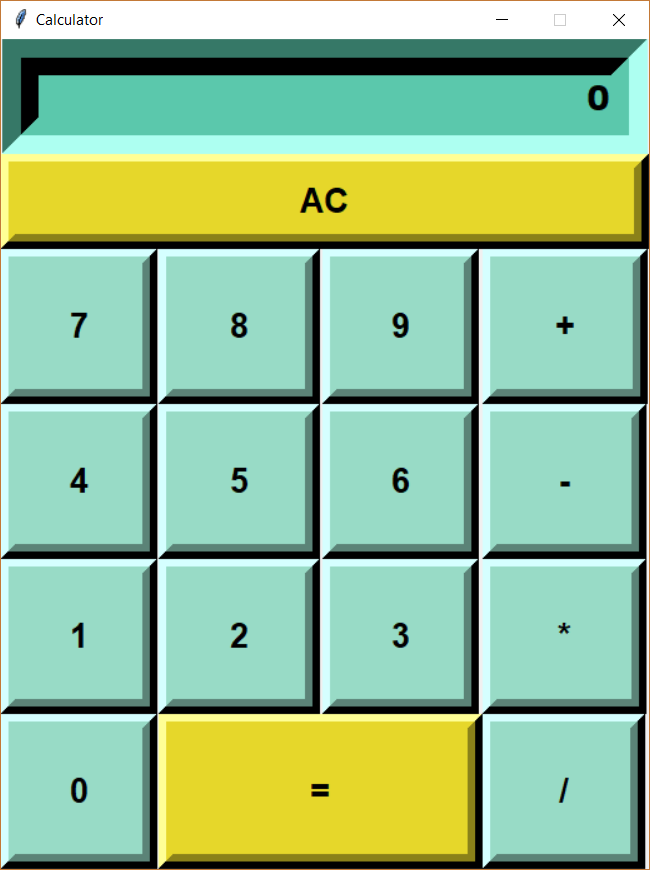 Calculator
0
AC
7 8 9 +
4 5 6 -
1 2 3 *
0 = /